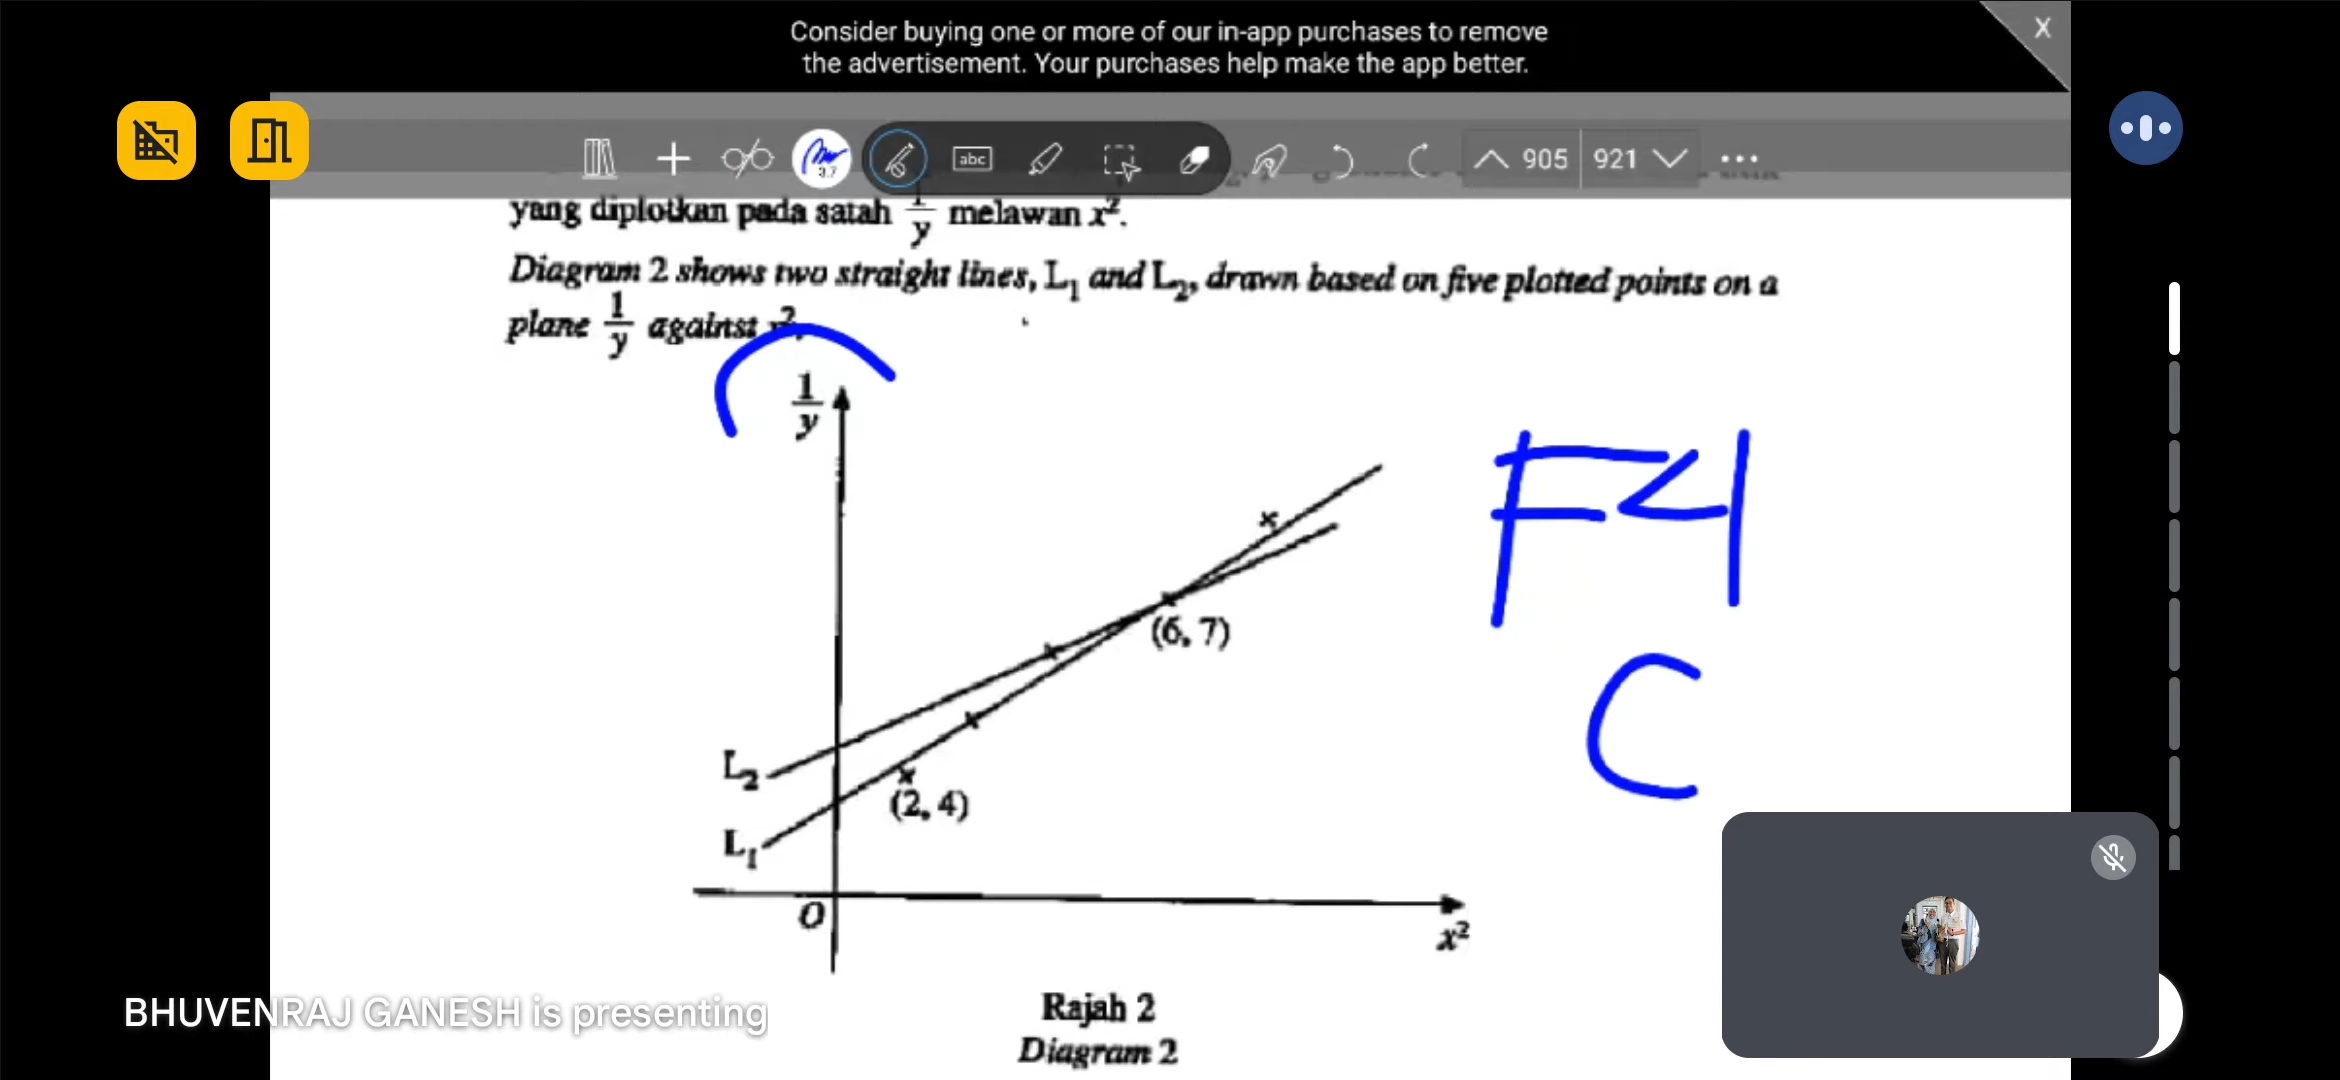 Consider buying one or more of our in-app purchases to remove
the advertisement. Your purchases help make the app better.
X
3.7
abc
905
921
yang diplotkan pada satah 1/y melawan x².
Diagram 2 shows two straight lines, L₁ and L₂, drawn based on five plotted points on a
plane 1/y against x².
1/y
F4
(6, 7)
C
L₂
(2, 4)
L₁
O
x²
BHUVENRAJ GANESH is presenting
Rajah 2
Diagram 2